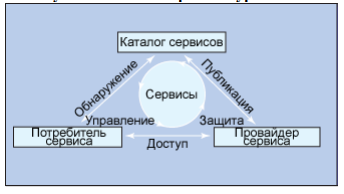 Каталог сервисов
Обнаружение
Публикация
Сервисы
Управление
Защита
Потребитель
сервиса
Доступ
Провайдер
сервиса